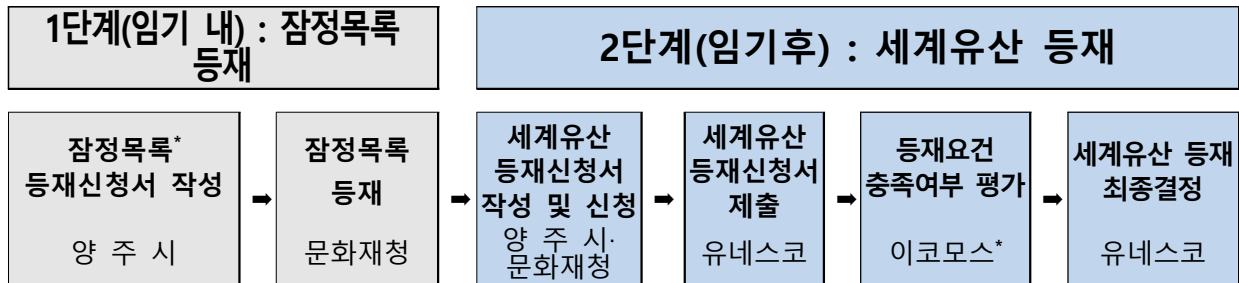 1단계(임기 내) : 잠정목록
등재
2단계(임기후) : 세계유산 등재
잠정목록*
등재신청서 작성
양 주 시
➡
잠정목록
등재
문화재청
➡
세계유산
등재신청서
작성 및 신청
양 주 시·
문화재청
➡
세계유산
등재신청서
제출
유네스코
➡
등재요건
충족여부 평가
이코모스*
➡
세계유산 등재
최종결정
유네스코